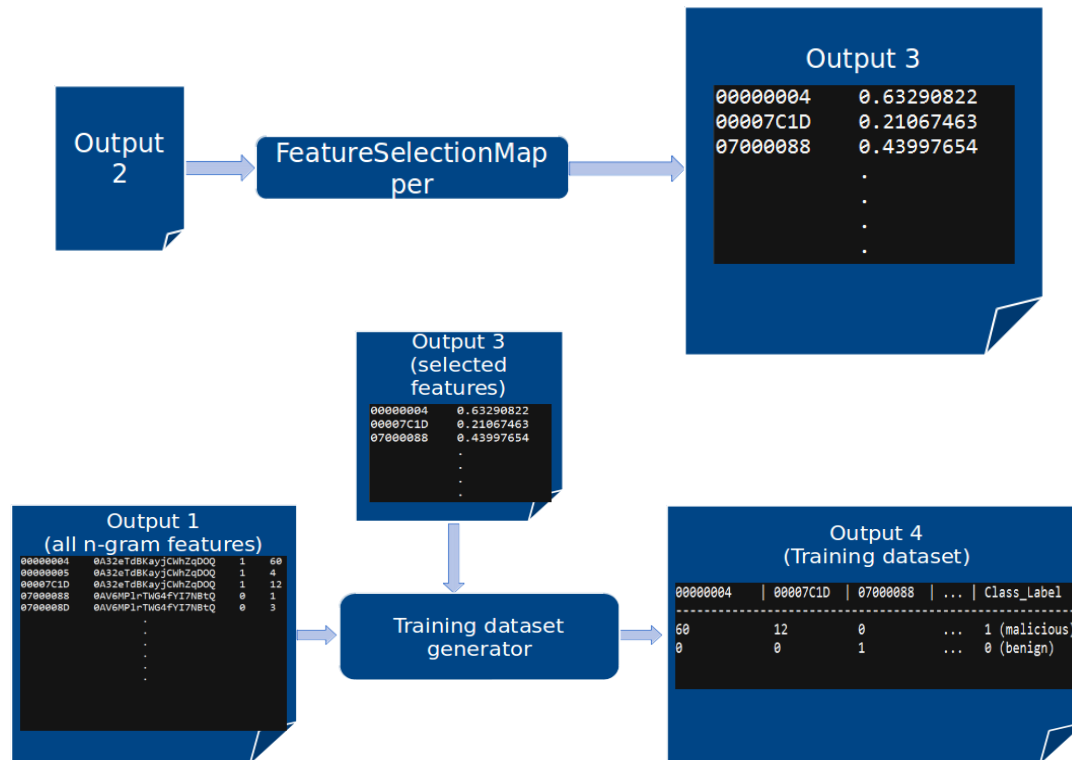 Output
2
FeatureSelectionMap
per
Output 3
00000004 0.63290822
00007C1D 0.21067463
07000088 0.43997654
.
.
.
.
Output 3
(selected
features)
00000004 0.63290822
00007C1D 0.21067463
07000088 0.43997654
.
.
.
.
Output 1
(all n-gram features)
00000004 0A32eTdBKayjCWhZqDOQ 1 60
00000005 0A32eTdBKayjCWhZqDOQ 1 4
00007C1D 0A32eTdBKayjCWhZqDOQ 1 12
07000088 0AV6MPlrTWG4fYI7NBtQ 0 1
0700008D 0AV6MPlrTWG4fYI7NBtQ 0 3
.
.
.
.
.
Training dataset
generator
Output 4
(Training dataset)
00000004 | 00007C1D | 07000088 | ... | Class_Label
--------------------------------------------------------
60 12 0 ... 1 (malicious)
0 0 1 ... 0 (benign)